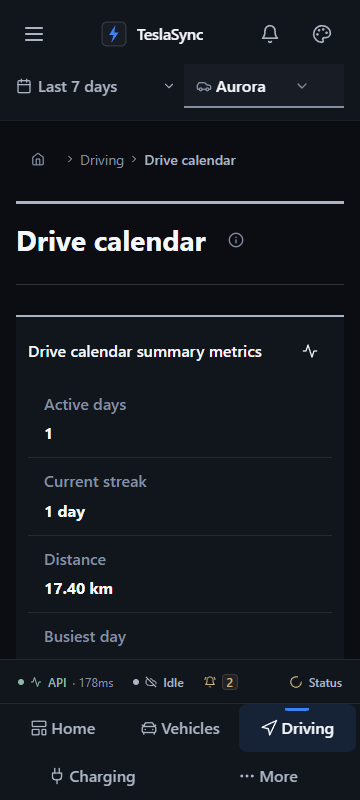 TeslaSync
Last 7 days Aurora
Driving Drive calendar
Drive calendar
Drive calendar summary metrics
Active days
1
Current streak
1 day
Distance
17.40 km
Busiest day
API · 178ms Idle 2 Status
Home Vehicles Driving
Charging More